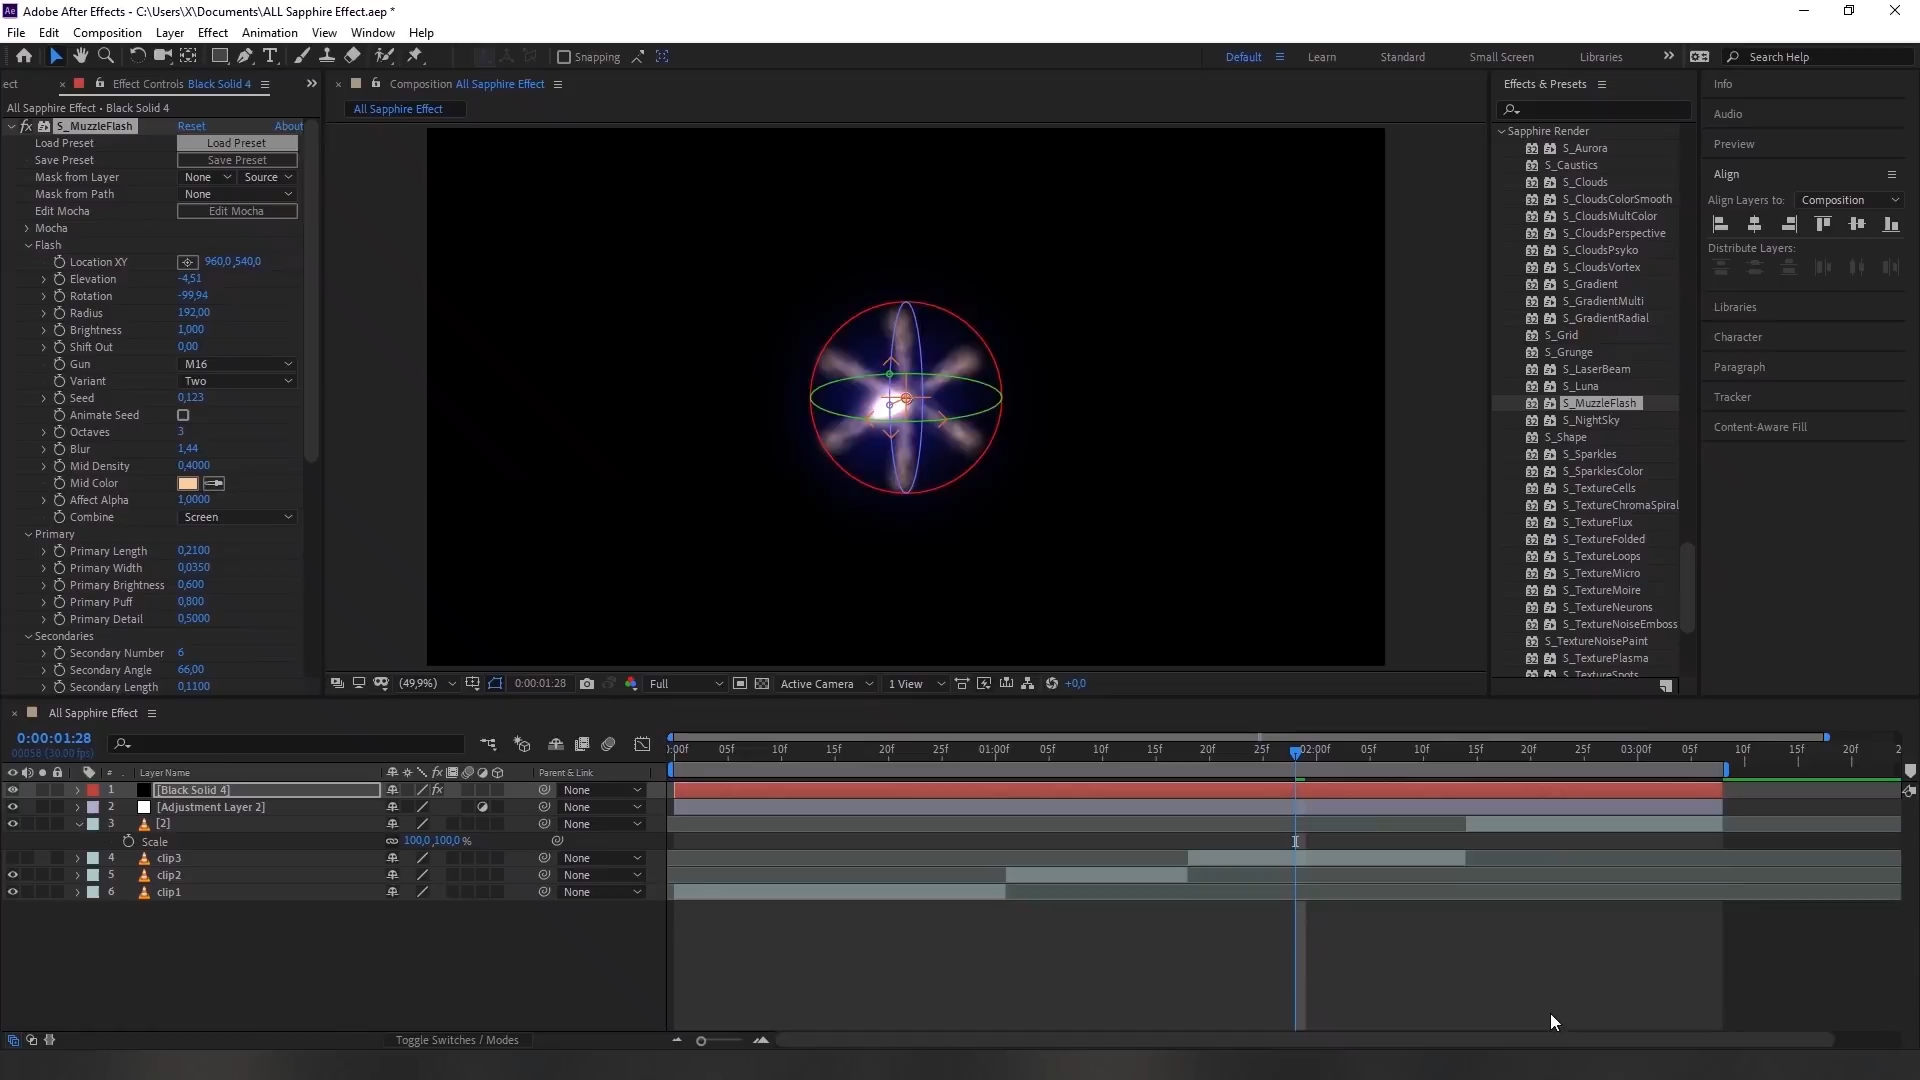 Adobe After Effects - C:\Users\X\Documents\ALL Sapphire Effect.aep *
File Edit Composition Layer Effect Animation View Window Help
Snapping
Default Learn Standard Small Screen Libraries Search Help
ect Effect Controls Black Solid 4
All Sapphire Effect • Black Solid 4
fx S_MuzzleFlash Reset About
Load Preset Load Preset
Save Preset Save Preset
Mask from Layer None Source
Mask from Path None
Edit Mocha Edit Mocha
Mocha
Flash
Location XY 960,0,540,0
Elevation -4,51
Rotation -99,94
Radius 192,00
Brightness 1,000
Shift Out 0,00
Gun M16
Variant Two
Seed 0,123
Animate Seed
Octaves 3
Blur 1,44
Mid Density 0,4000
Mid Color
Affect Alpha 1,0000
Combine Screen
Primary
Primary Length 0,2100
Primary Width 0,0350
Primary Brightness 0,600
Primary Puff 0,800
Primary Detail 0,5000
Secondaries
Secondary Number 6
Secondary Angle 66,00
Secondary Length 0,1100
Composition All Sapphire Effect
All Sapphire Effect
(49,9%) 0:00:01:28 Full Active Camera 1 View +0,0
Effects & Presets
Sapphire Render
S_Aurora
S_Caustics
S_Clouds
S_CloudsColorSmooth
S_CloudsMultColor
S_CloudsPerspective
S_CloudsPsyko
S_CloudsVortex
S_Gradient
S_GradientMulti
S_GradientRadial
S_Grid
S_Grunge
S_LaserBeam
S_Luna
S_MuzzleFlash
S_NightSky
S_Shape
S_Sparkles
S_SparklesColor
S_TextureCells
S_TextureChromaSpiral
S_TextureFlux
S_TextureFolded
S_TextureLoops
S_TextureMicro
S_TextureMoire
S_TextureNeurons
S_TextureNoiseEmboss
S_TextureNoisePaint
S_TexturePlasma
S_TextureSpots
Info
Audio
Preview
Align
Align Layers to: Composition
Distribute Layers:
Libraries
Character
Paragraph
Tracker
Content-Aware Fill
All Sapphire Effect
0:00:01:28
00058 (30.00 fps)
:00f 05f 10f 15f 20f 25f 01:00f 05f 10f 15f 20f 25f 02:00f 05f 10f 15f 20f 25f 03:00f 05f 10f 15f 20f 2
# Layer Name fx Parent & Link
1 [Black Solid 4] fx None
2 [Adjustment Layer 2] None
3 [2] None
Scale 100,0,100,0 %
4 clip3 None
5 clip2 None
6 clip1 None
Toggle Switches / Modes